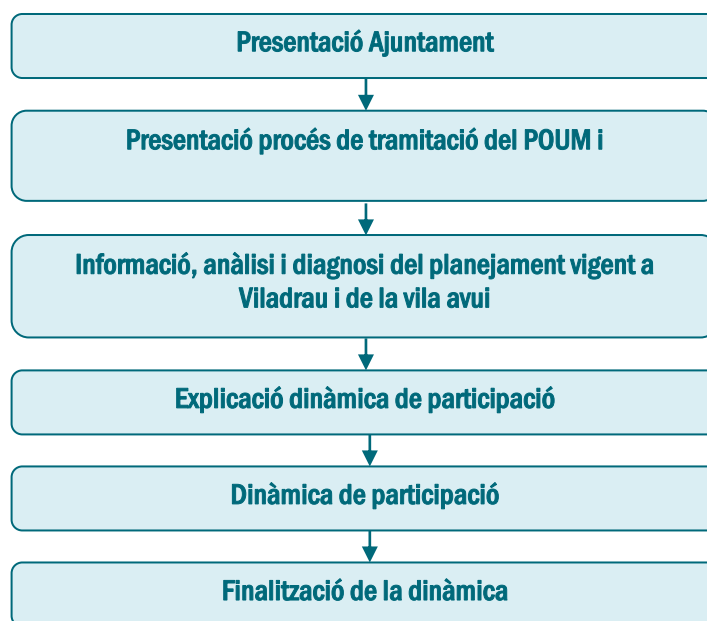 Presentació Ajuntament
Presentació procés de tramitació del POUM i
Informació, anàlisi i diagnosi del planejament vigent a
Viladrau i de la vila avui
Explicació dinàmica de participació
Dinàmica de participació
Finalització de la dinàmica